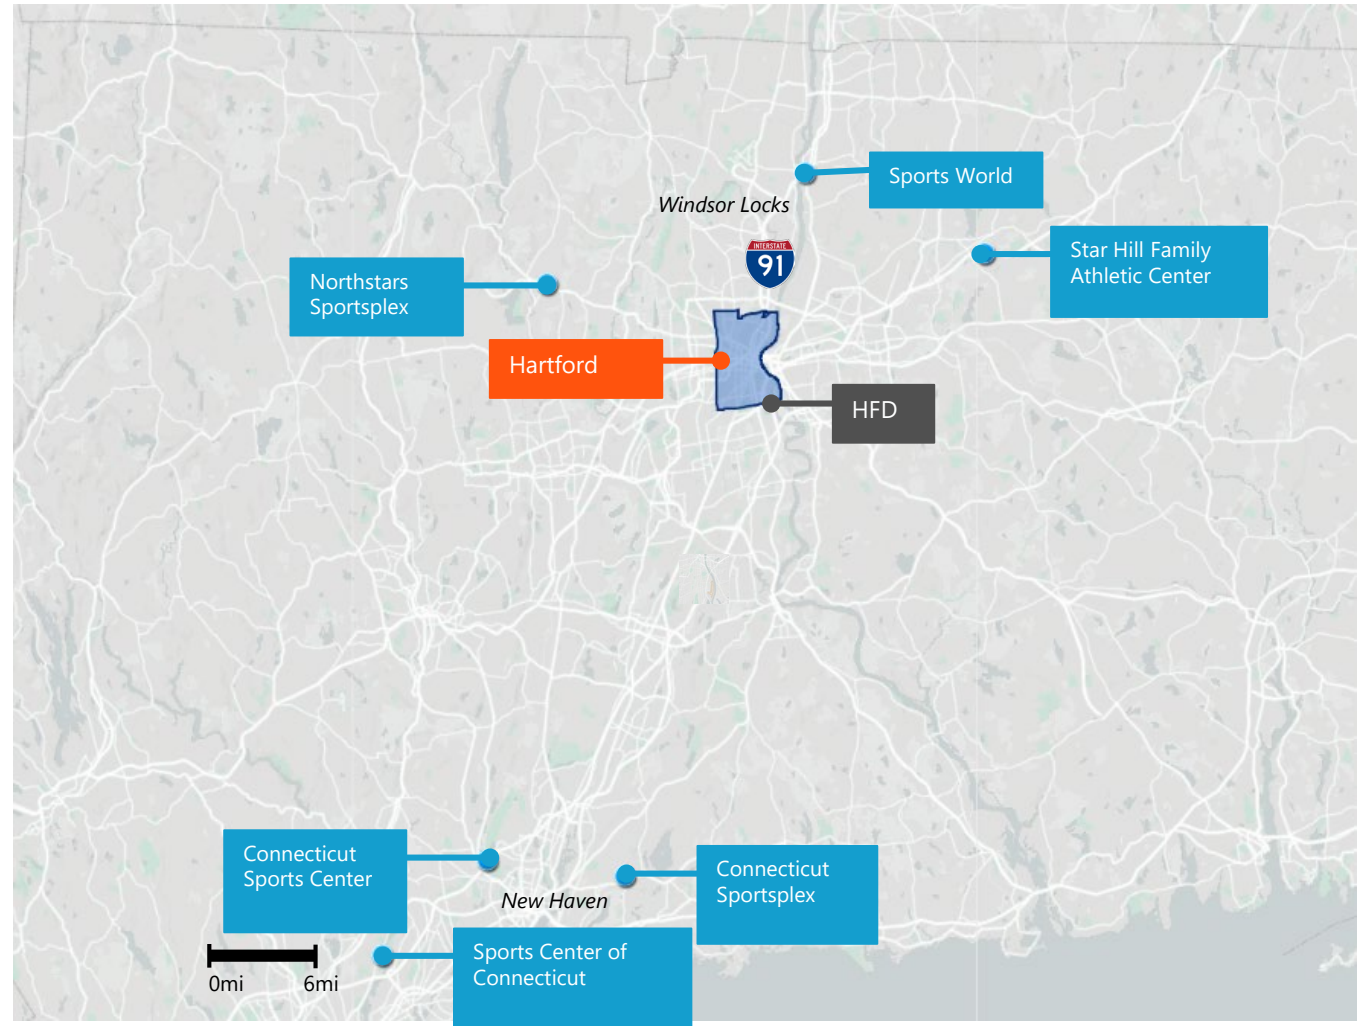 Sports World
Windsor Locks
INTERSTATE
91
Star Hill Family
Athletic Center
Northstars
Sportsplex
Hartford
HFD
Connecticut
Sports Center
Connecticut
Sportsplex
New Haven
Sports Center of
Connecticut
0mi
6mi